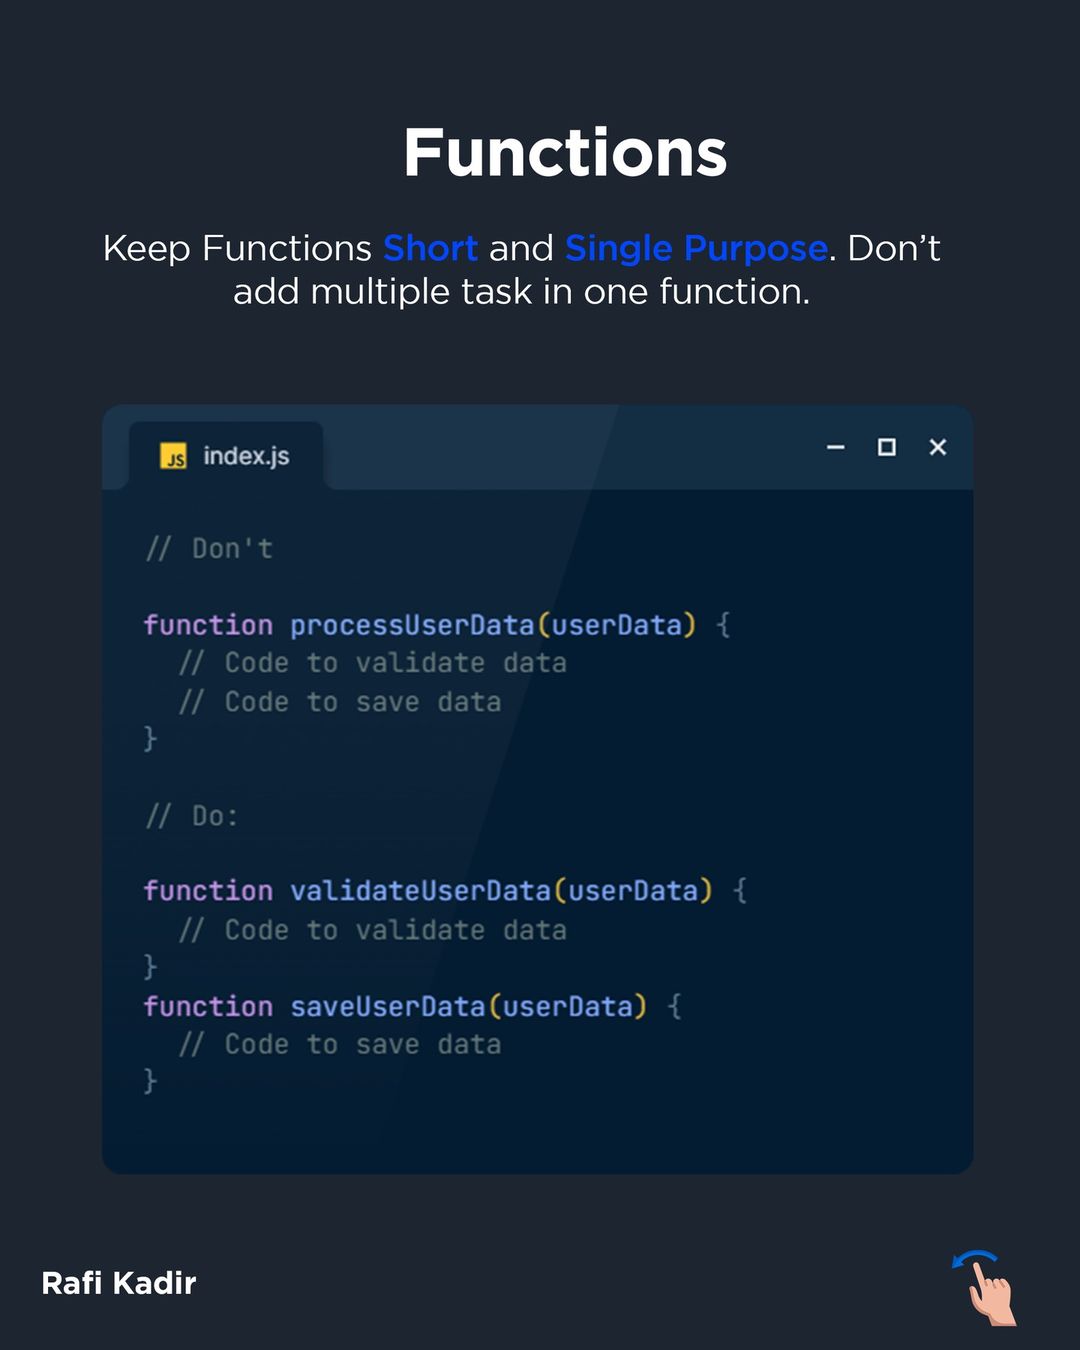 Functions
Keep Functions Short and Single Purpose. Don’t
add multiple task in one function.
JS index.js
// Don't
function processUserData(userData) {
  // Code to validate data
  // Code to save data
}
// Do:
function validateUserData(userData) {
  // Code to validate data
}
function saveUserData(userData) {
  // Code to save data
}
Rafi Kadir